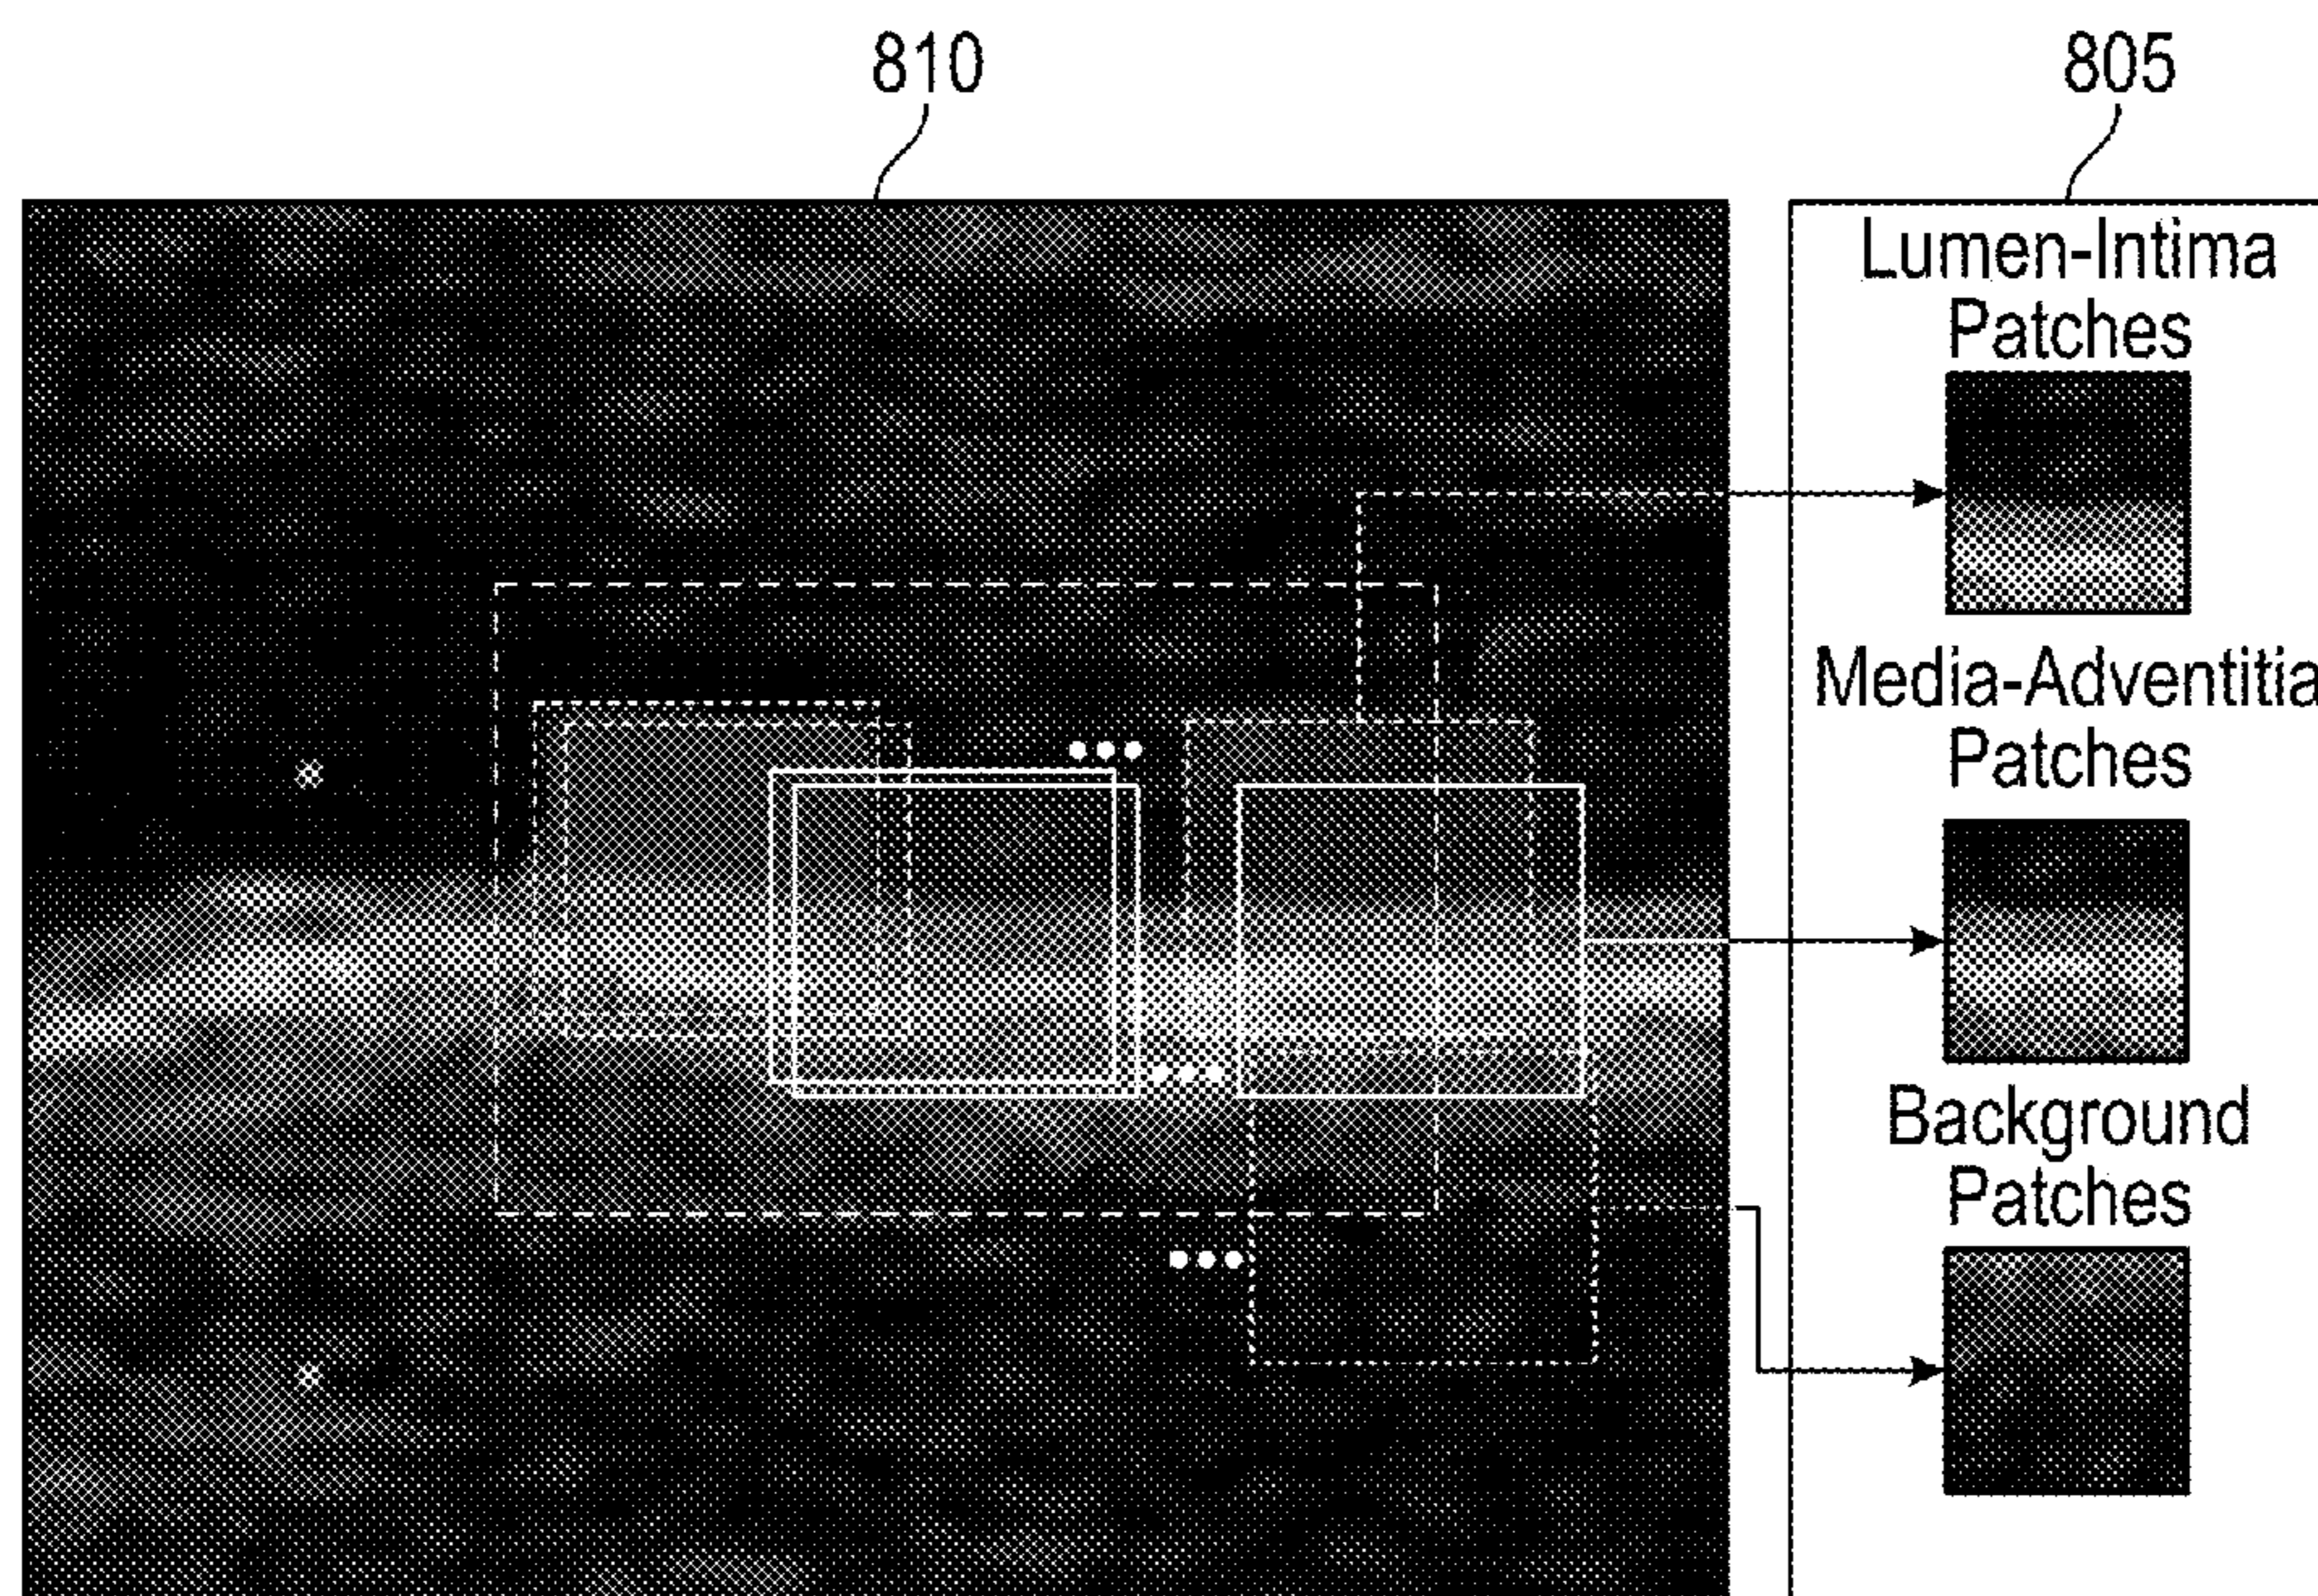 810
805
Lumen-Intima
Patches
Media-Adventitia
Patches
Background
Patches